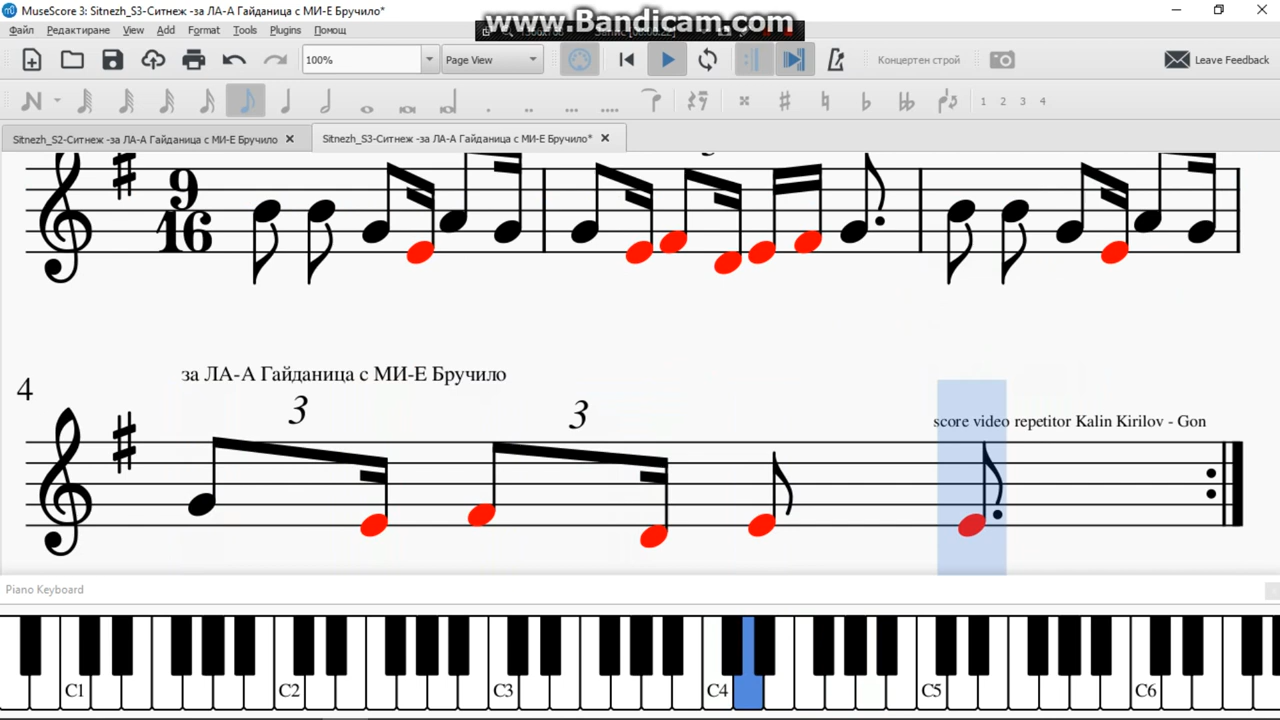 MuseScore 3: Sitnezh_S3-Ситнеж -за ЛА-А Гайданица с МИ-Е Бручило*
www.Bandicam.com
Файл Редактиране View Add Format Tools Plugins Помощ
100% Page View Концертен строй Leave Feedback
1 2 3 4
Sitnezh_S2-Ситнеж -за ЛА-А Гайданица с МИ-Е Бручило Sitnezh_S3-Ситнеж -за ЛА-А Гайданица с МИ-Е Бручило*
9
16
за ЛА-А Гайданица с МИ-Е Бручило
4
3 3
score video repetitor Kalin Kirilov - Gon
Piano Keyboard
C1 C2 C3 C4 C5 C6